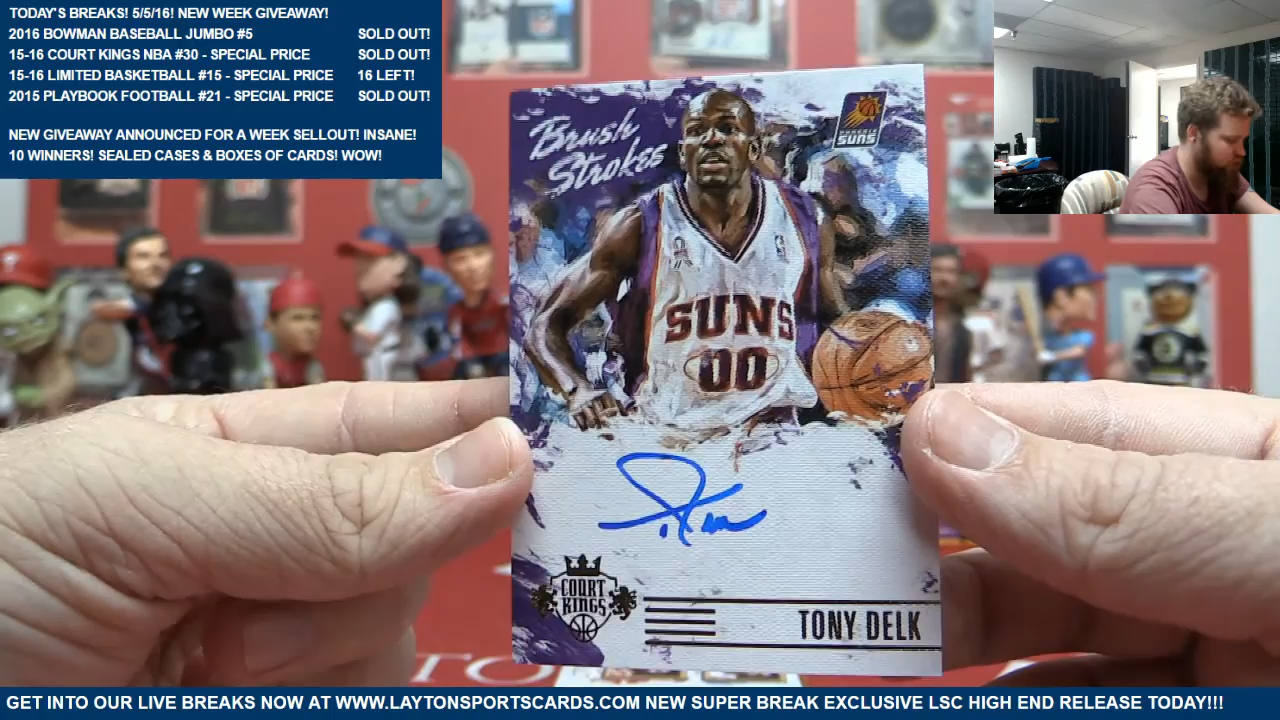 TODAY'S BREAKS! 5/5/16! NEW WEEK GIVEAWAY!
2016 BOWMAN BASEBALL JUMBO #5 SOLD OUT!
15-16 COURT KINGS NBA #30 - SPECIAL PRICE SOLD OUT!
15-16 LIMITED BASKETBALL #15 - SPECIAL PRICE 16 LEFT!
2015 PLAYBOOK FOOTBALL #21 - SPECIAL PRICE SOLD OUT!
NEW GIVEAWAY ANNOUNCED FOR A WEEK SELLOUT! INSANE!
10 WINNERS! SEALED CASES & BOXES OF CARDS! WOW!
Brush
Strokes
PHOENIX
SUNS
SUNS
00
COURT
KINGS
TONY DELK
GET INTO OUR LIVE BREAKS NOW AT WWW.LAYTONSPORTSCARDS.COM NEW SUPER BREAK EXCLUSIVE LSC HIGH END RELEASE TODAY!!!